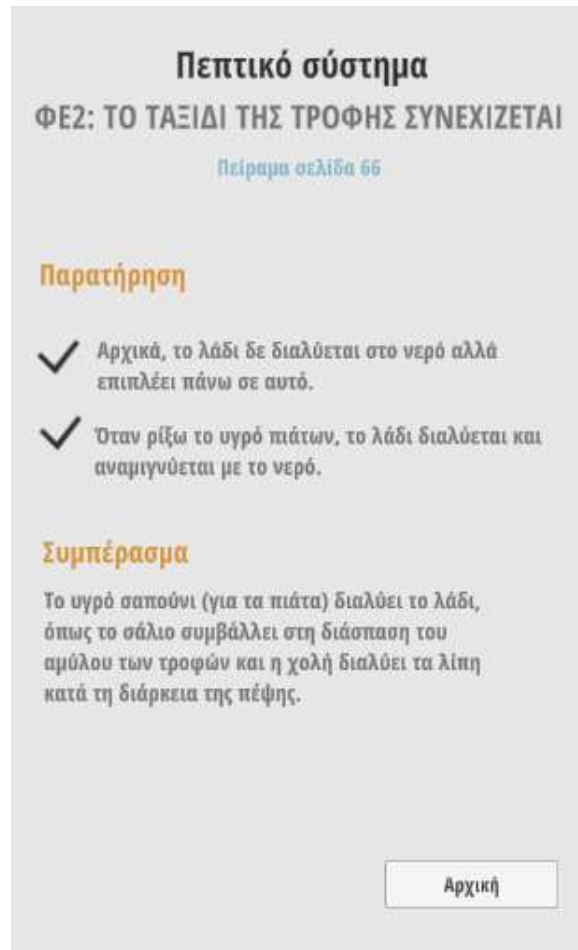 Πεπτικό σύστημα
ΦΕ2: ΤΟ ΤΑΞΙΔΙ ΤΗΣ ΤΡΟΦΗΣ ΣΥΝΕΧΙΖΕΤΑΙ
Πείραμα σελίδα 66
Παρατήρηση
Αρχικά, το λάδι δε διαλύεται στο νερό αλλά
επιπλέει πάνω σε αυτό.
Όταν ρίξω το υγρό πιάτων, το λάδι διαλύεται και
αναμιγνύεται με το νερό.
Συμπέρασμα
Το υγρό σαπούνι (για τα πιάτα) διαλύει το λάδι,
όπως το σάλιο συμβάλλει στη διάσπαση του
αμύλου των τροφών και η χολή διαλύει τα λίπη
κατά τη διάρκεια της πέψης.
Αρχική